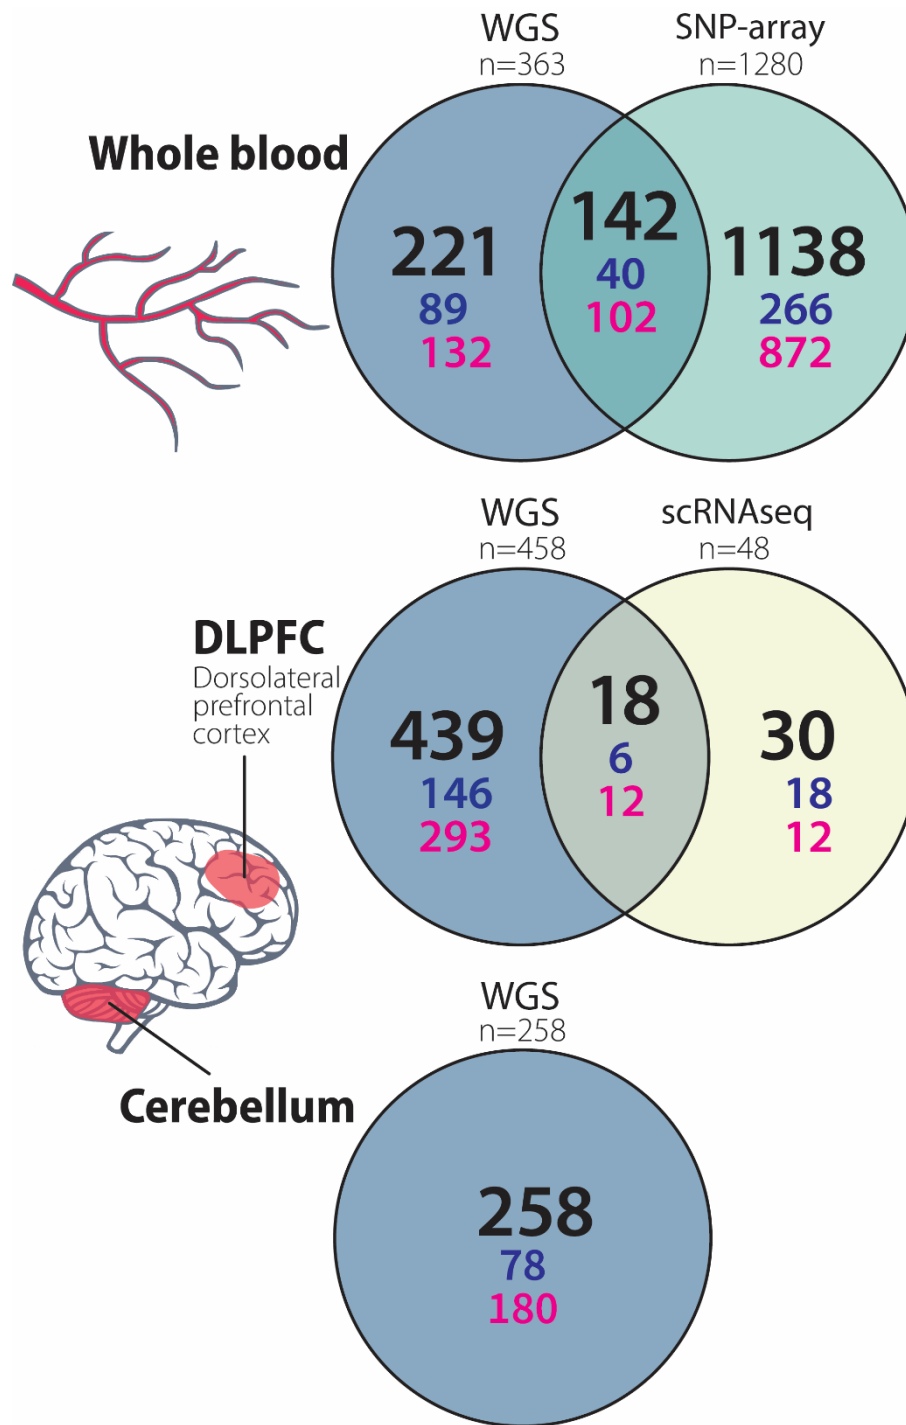 WGS
n=363
SNP-array
n=1280
Whole blood
221
89
132
142
40
102
1138
266
872
WGS
n=458
scRNAseq
n=48
DLPFC
Dorsolateral
prefrontal
cortex
439
146
293
18
6
12
30
18
12
WGS
n=258
Cerebellum
258
78
180